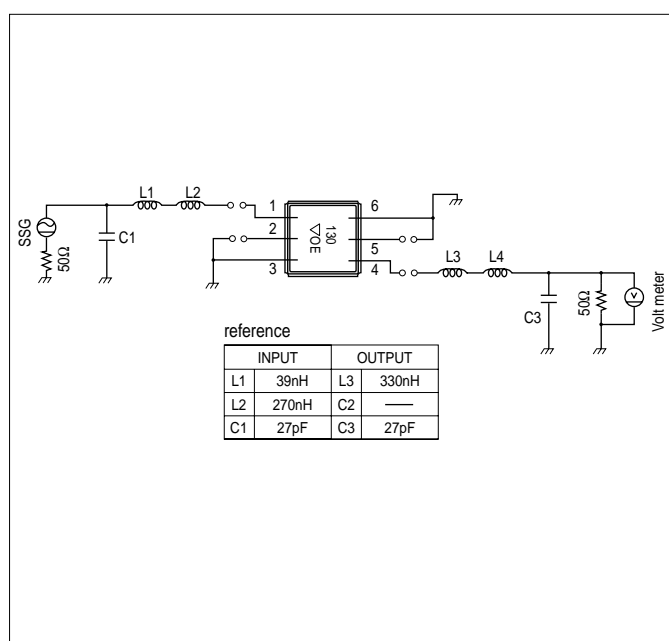 L1
L2
1
2
3
6
5
4
130
▽OE
SSG
50Ω
C1
L3
L4
C3
50Ω
V
Volt meter
reference
INPUT OUTPUT
L1 39nH L3 330nH
L2 270nH C2 —
C1 27pF C3 27pF